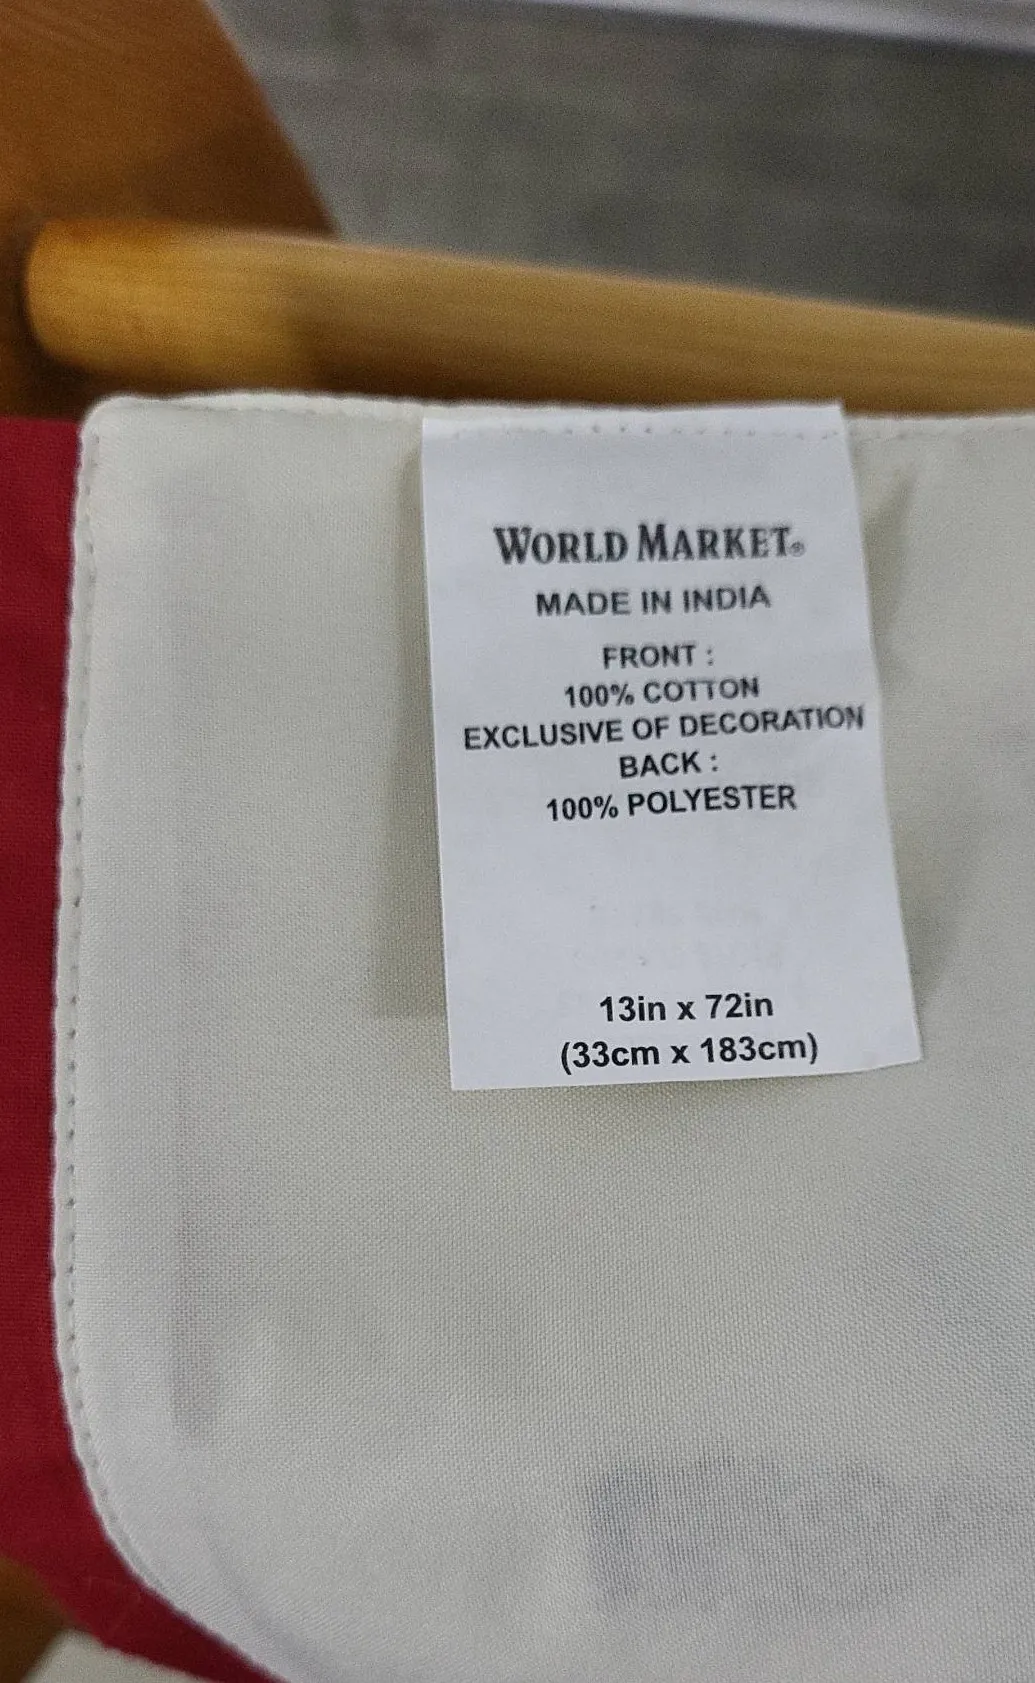 WORLD MARKET®
MADE IN INDIA
FRONT :
100% COTTON
EXCLUSIVE OF DECORATION
BACK :
100% POLYESTER
13in x 72in
(33cm x 183cm)